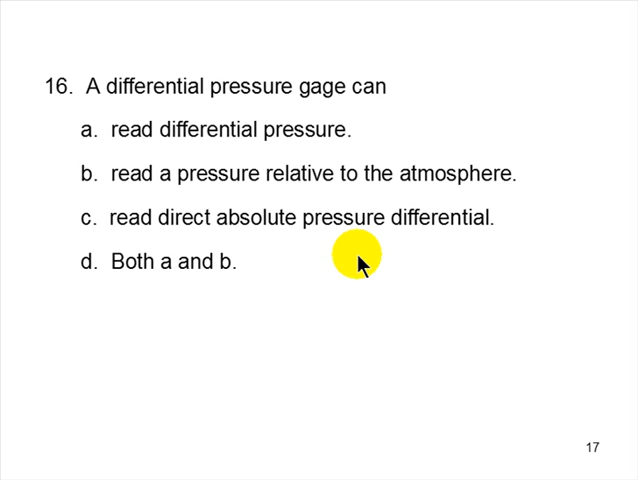 16. A differential pressure gage can
a. read differential pressure.
b. read a pressure relative to the atmosphere.
c. read direct absolute pressure differential.
d. Both a and b.
17